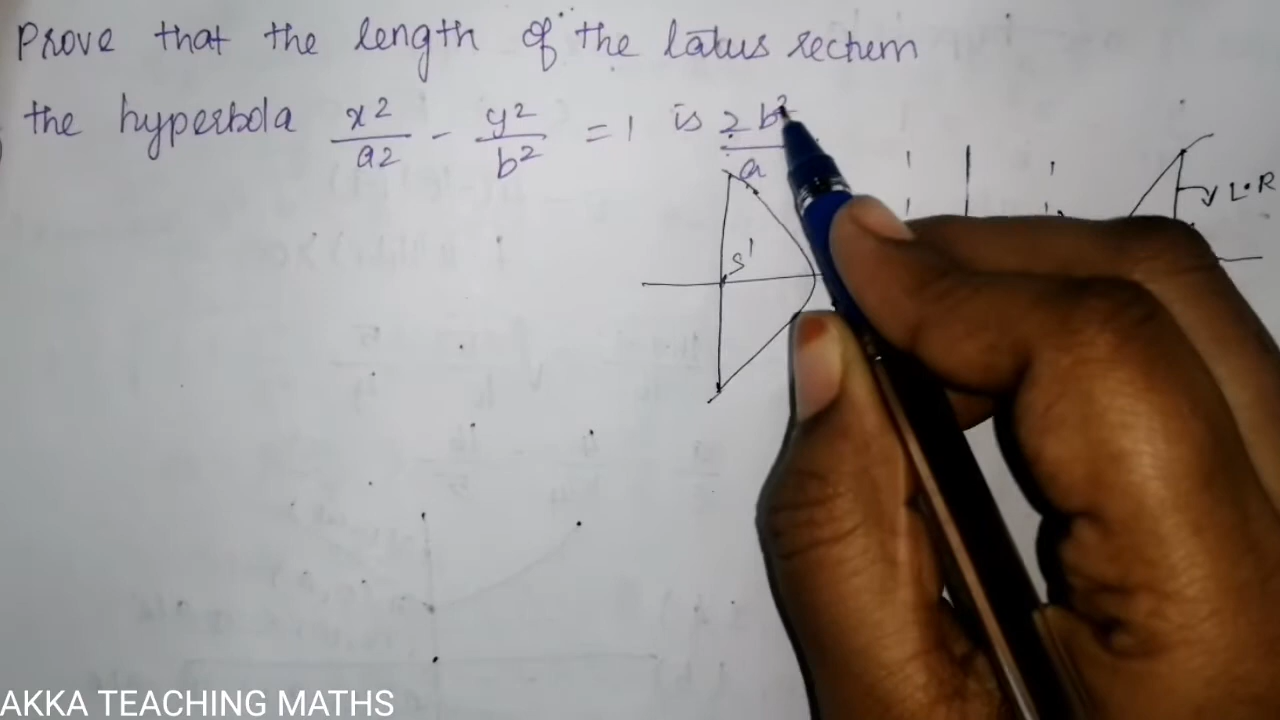 Prove that the length of the latus rectum
the hyperbola x²/a² - y²/b² = 1 is 2b²/a
L.R
S'
AKKA TEACHING MATHS